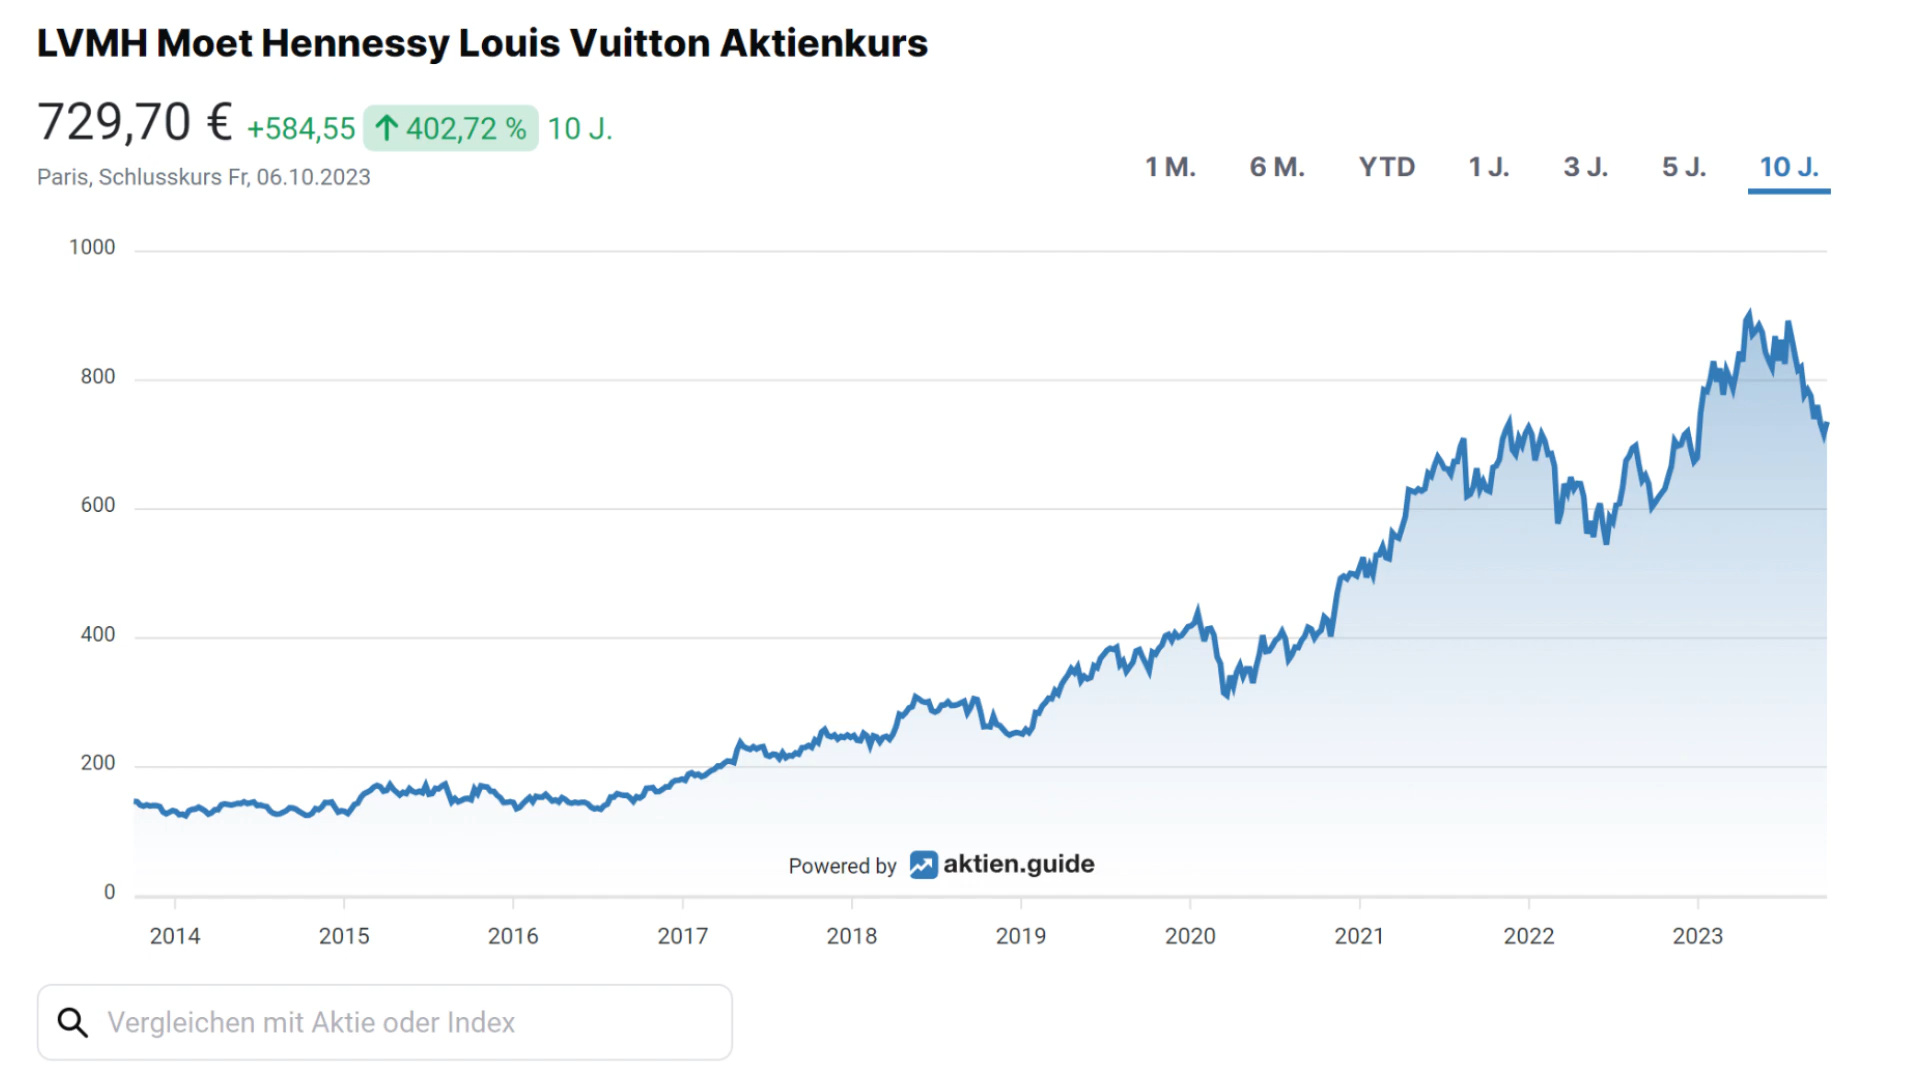 LVMH Moet Hennessy Louis Vuitton Aktienkurs
729,70 € +584,55 ↑ 402,72 % 10 J.
Paris, Schlusskurs Fr, 06.10.2023
1 M. 6 M. YTD 1 J. 3 J. 5 J. 10 J.
1000
800
600
400
200
0
Powered by aktien.guide
2014 2015 2016 2017 2018 2019 2020 2021 2022 2023
Vergleichen mit Aktie oder Index